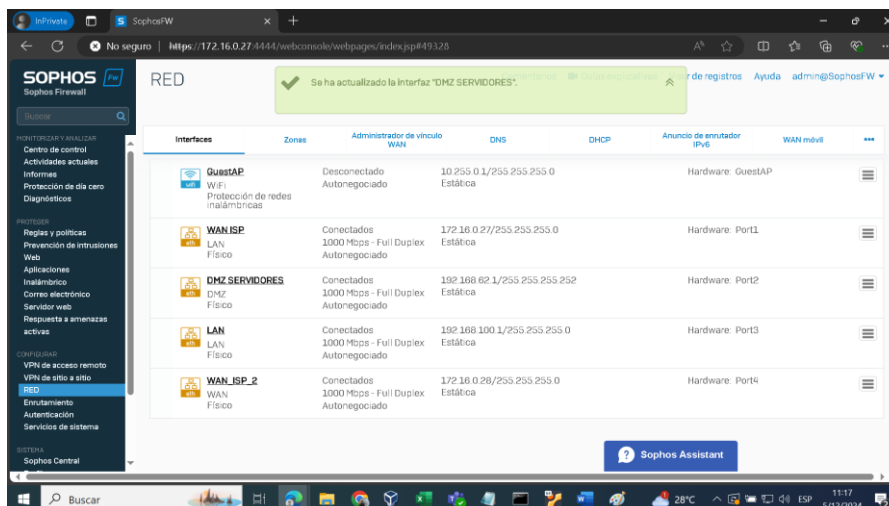 InPrivate
SophosFW
No seguro
https://172.16.0.27:4444/webconsole/webpages/index.jsp#49328
SOPHOS Fw
Sophos Firewall
Buscar
MONITORIZAR Y ANALIZAR
Centro de control
Actividades actuales
Informes
Protección de día cero
Diagnósticos
PROTEGER
Reglas y políticas
Prevención de intrusiones
Web
Aplicaciones
Inalámbrico
Correo electrónico
Servidor web
Respuesta a amenazas
activas
CONFIGURAR
VPN de acceso remoto
VPN de sitio a sitio
RED
Enrutamiento
Autenticación
Servicios de sistema
SISTEMA
Sophos Central
RED
Se ha actualizado la interfaz "DMZ SERVIDORES".
de registros Ayuda admin@SophosFW
Interfaces Zonas Administrador de vínculo WAN DNS DHCP Anuncio de enrutador IPv6 WAN móvil
GuestAP Desconectado 10.255.0.1/255.255.255.0 Hardware: GuestAP
wifi WiFi Autonegociado Estática
Protección de redes
inalámbricas
WAN ISP Conectados 172.16.0.27/255.255.255.0 Hardware: Port1
eth LAN 1000 Mbps - Full Duplex Estática
Físico Autonegociado
DMZ SERVIDORES Conectados 192.168.62.1/255.255.255.252 Hardware: Port2
eth DMZ 1000 Mbps - Full Duplex Estática
Físico Autonegociado
LAN Conectados 192.168.100.1/255.255.255.0 Hardware: Port3
eth LAN 1000 Mbps - Full Duplex Estática
Físico Autonegociado
WAN_ISP_2 Conectados 172.16.0.28/255.255.255.0 Hardware: Port4
eth WAN 1000 Mbps - Full Duplex Estática
Físico Autonegociado
Sophos Assistant
Buscar
28°C
ESP
11:17